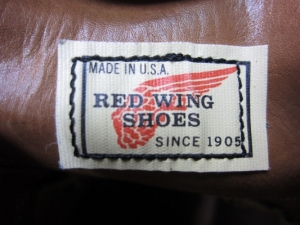 MADE IN U.S.A.
RED WING
SHOES
SINCE 1905